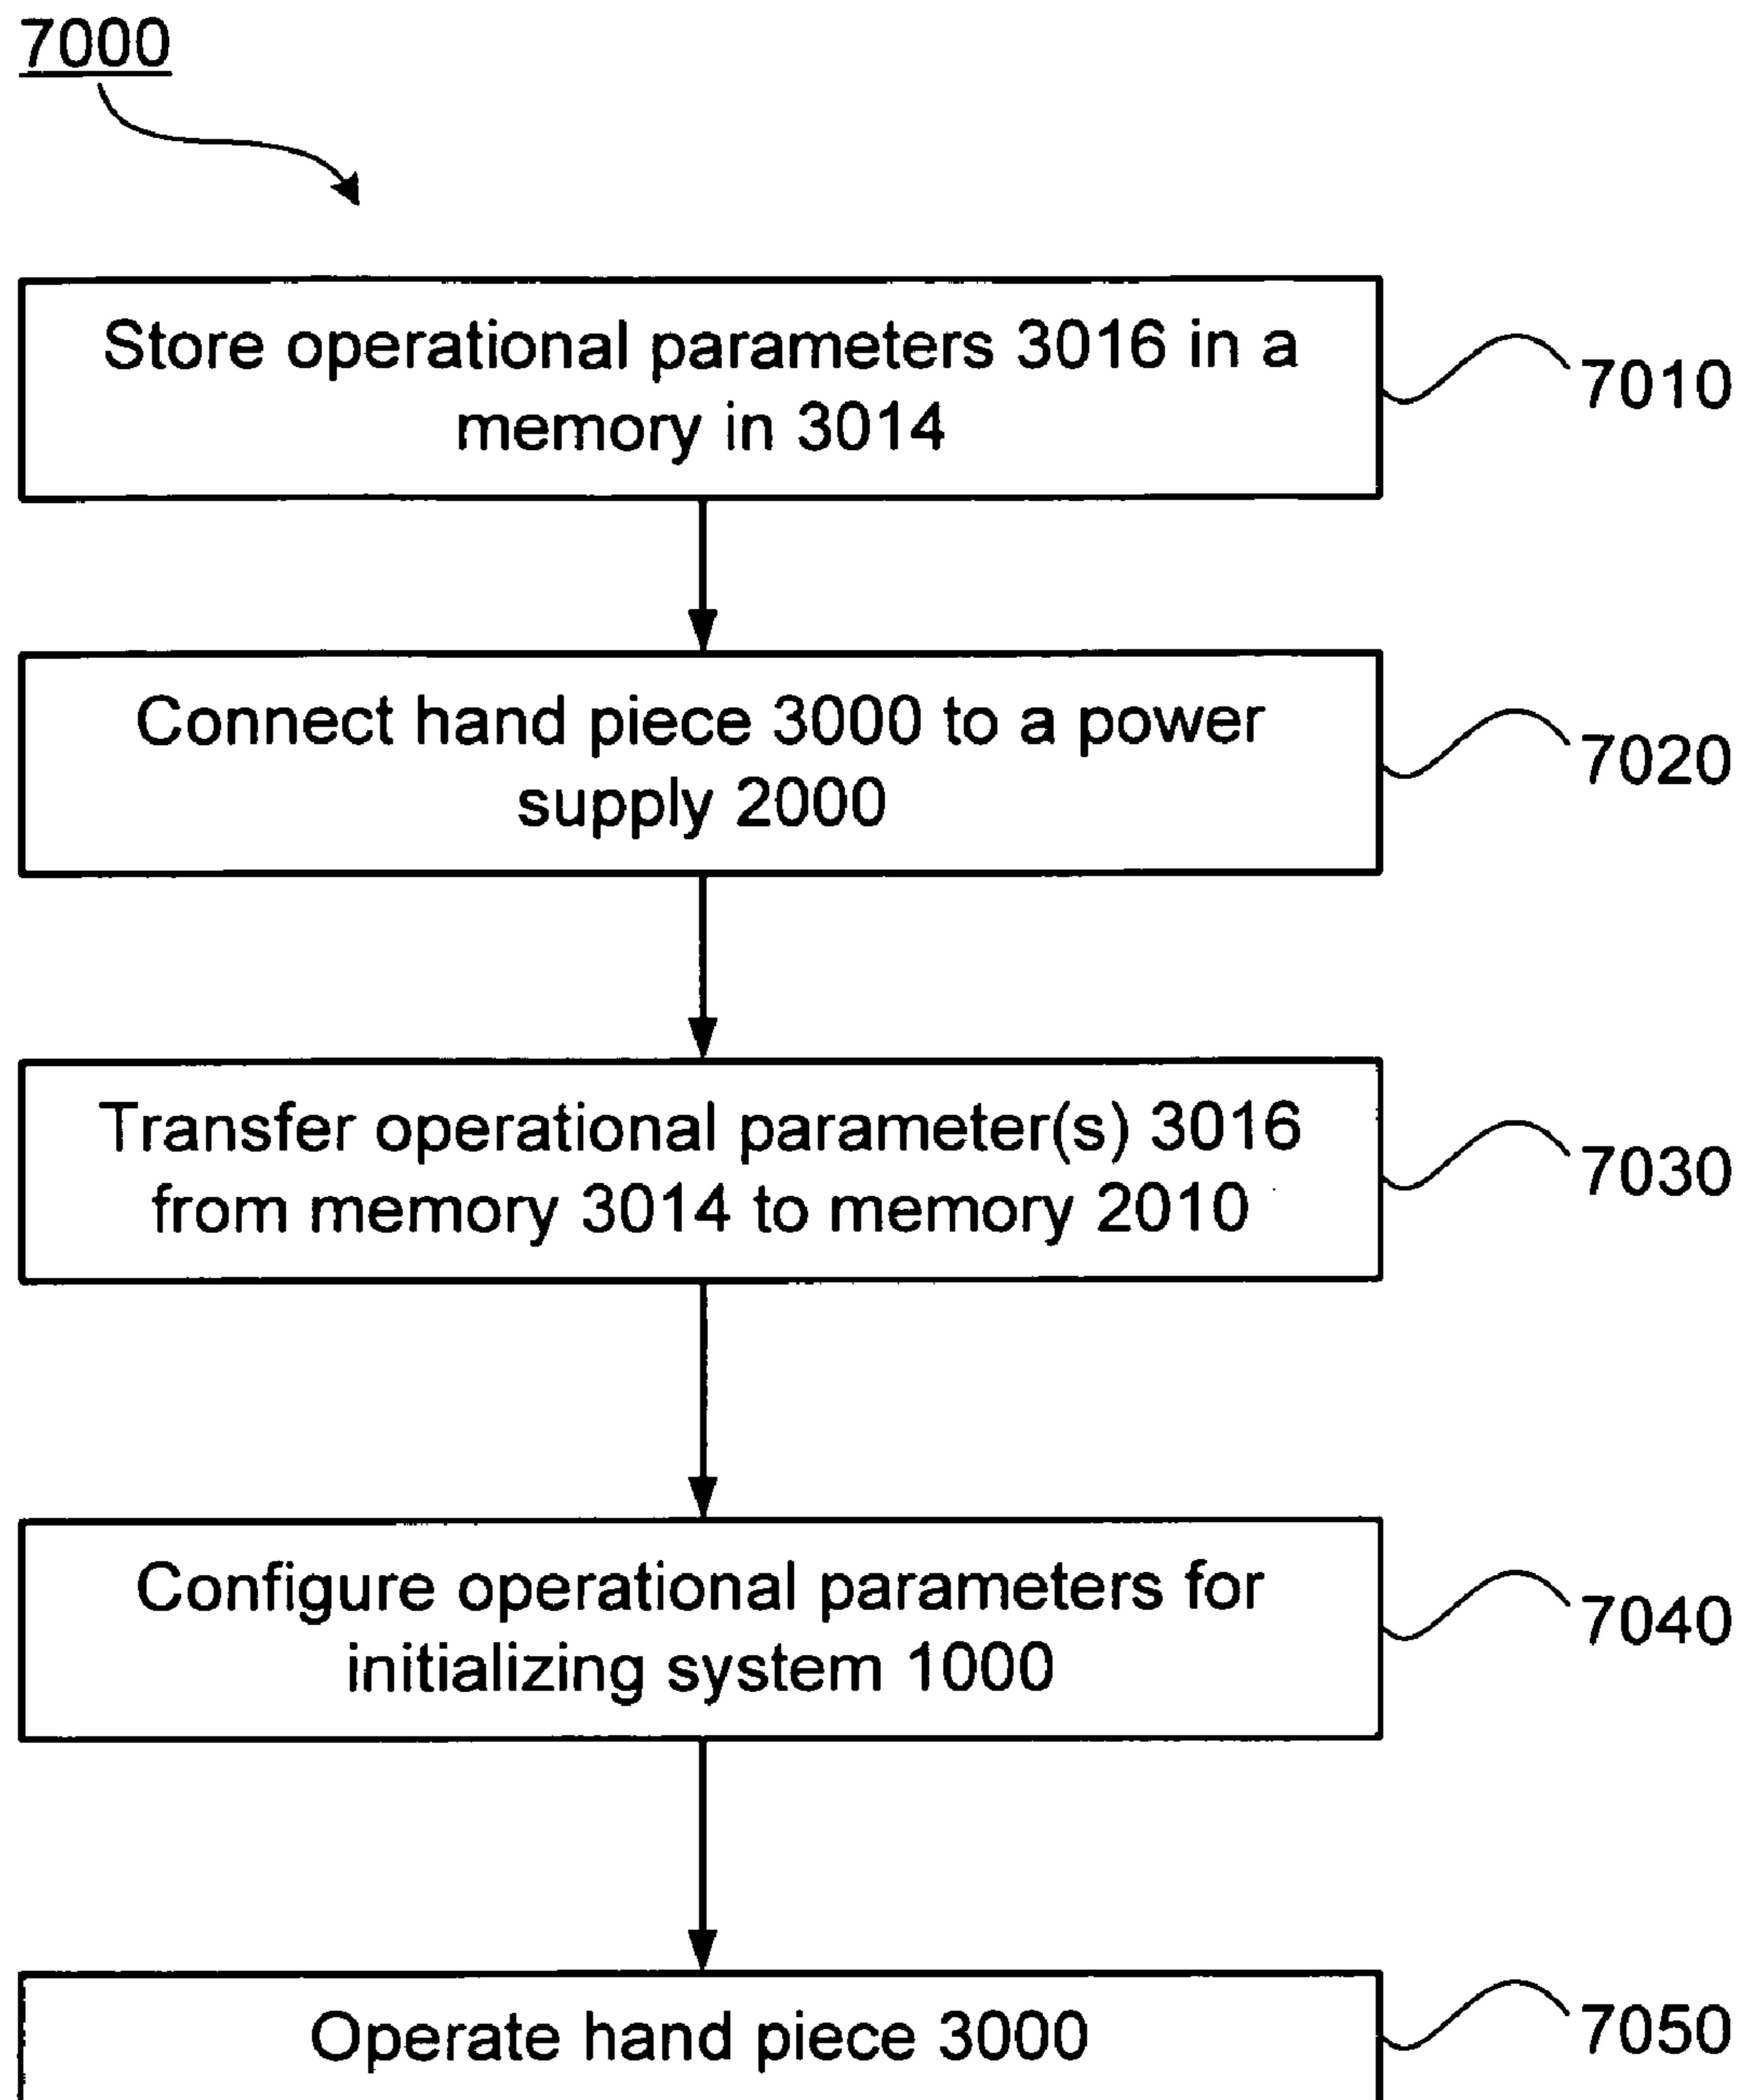 7000
Store operational parameters 3016 in a
memory in 3014
7010
Connect hand piece 3000 to a power
supply 2000
7020
Transfer operational parameter(s) 3016
from memory 3014 to memory 2010
7030
Configure operational parameters for
initializing system 1000
7040
Operate hand piece 3000
7050